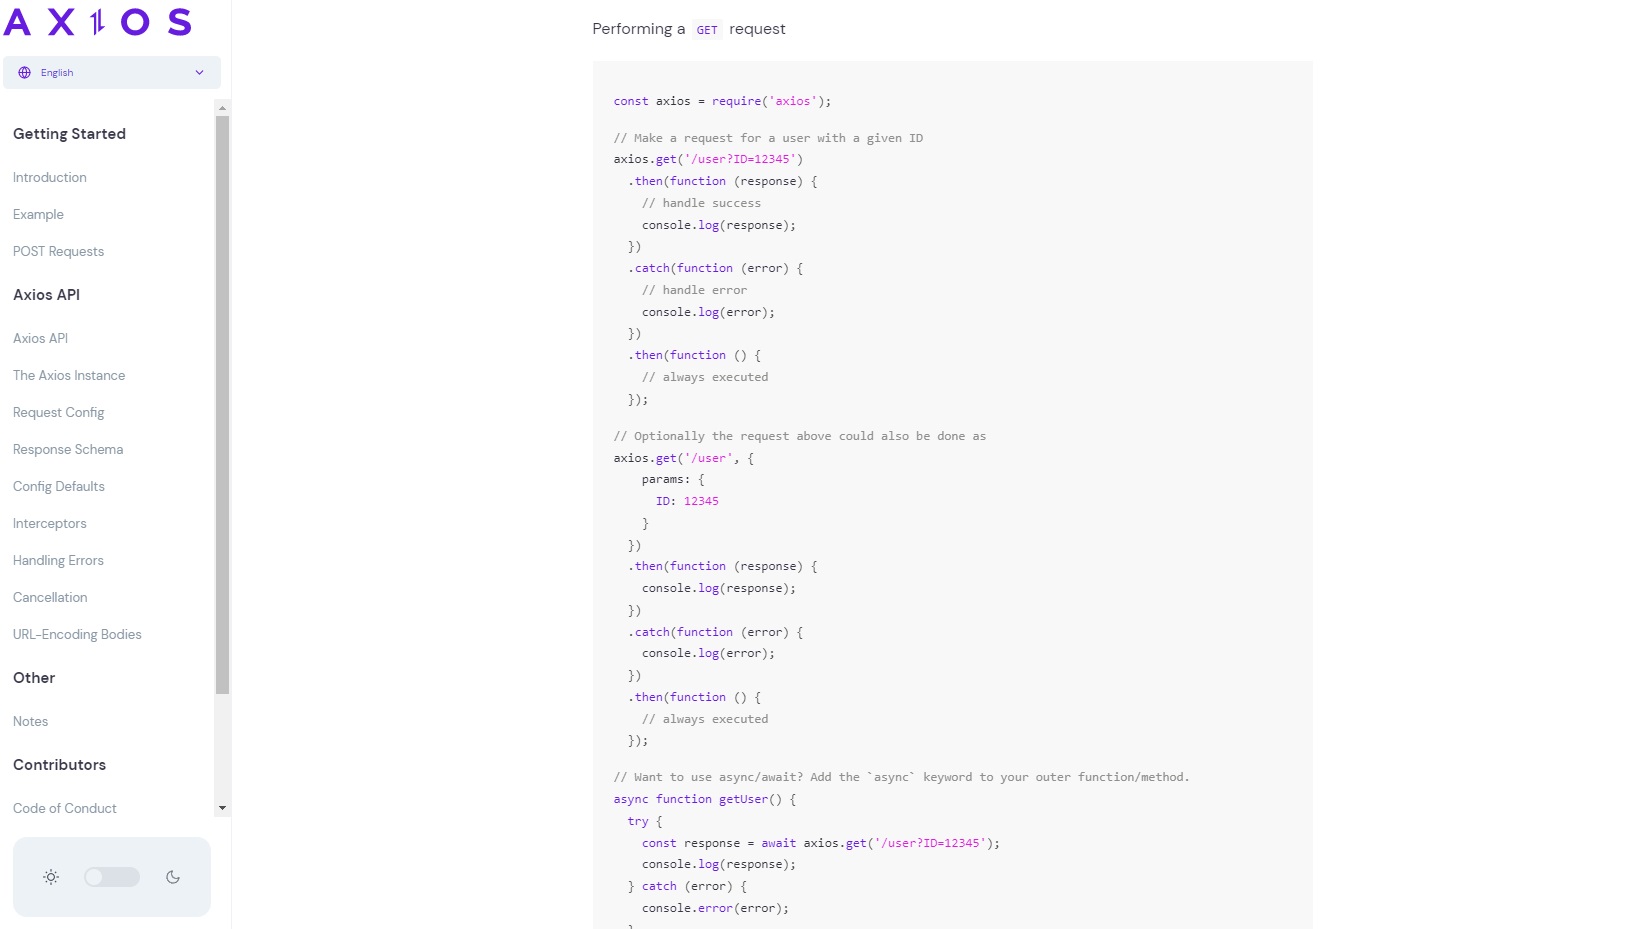 AXIOS
English
Getting Started
Introduction
Example
POST Requests
Axios API
Axios API
The Axios Instance
Request Config
Response Schema
Config Defaults
Interceptors
Handling Errors
Cancellation
URL-Encoding Bodies
Other
Notes
Contributors
Code of Conduct
Performing a GET request
const axios = require('axios');
// Make a request for a user with a given ID
axios.get('/user?ID=12345')
  .then(function (response) {
    // handle success
    console.log(response);
  })
  .catch(function (error) {
    // handle error
    console.log(error);
  })
  .then(function () {
    // always executed
  });
// Optionally the request above could also be done as
axios.get('/user', {
    params: {
      ID: 12345
    }
  })
  .then(function (response) {
    console.log(response);
  })
  .catch(function (error) {
    console.log(error);
  })
  .then(function () {
    // always executed
  });
// Want to use async/await? Add the `async` keyword to your outer function/method.
async function getUser() {
  try {
    const response = await axios.get('/user?ID=12345');
    console.log(response);
  } catch (error) {
    console.error(error);
  }